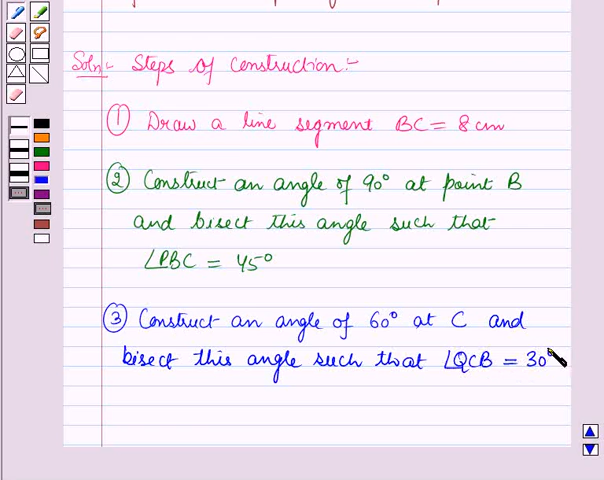 Soln:- Steps of Construction:-
① Draw a line segment BC = 8 cm
② Construct an angle of 90° at point B
and bisect this angle such that
∠PBC = 45°
③ Construct an angle of 60° at C and
bisect this angle such that ∠QCB = 30°